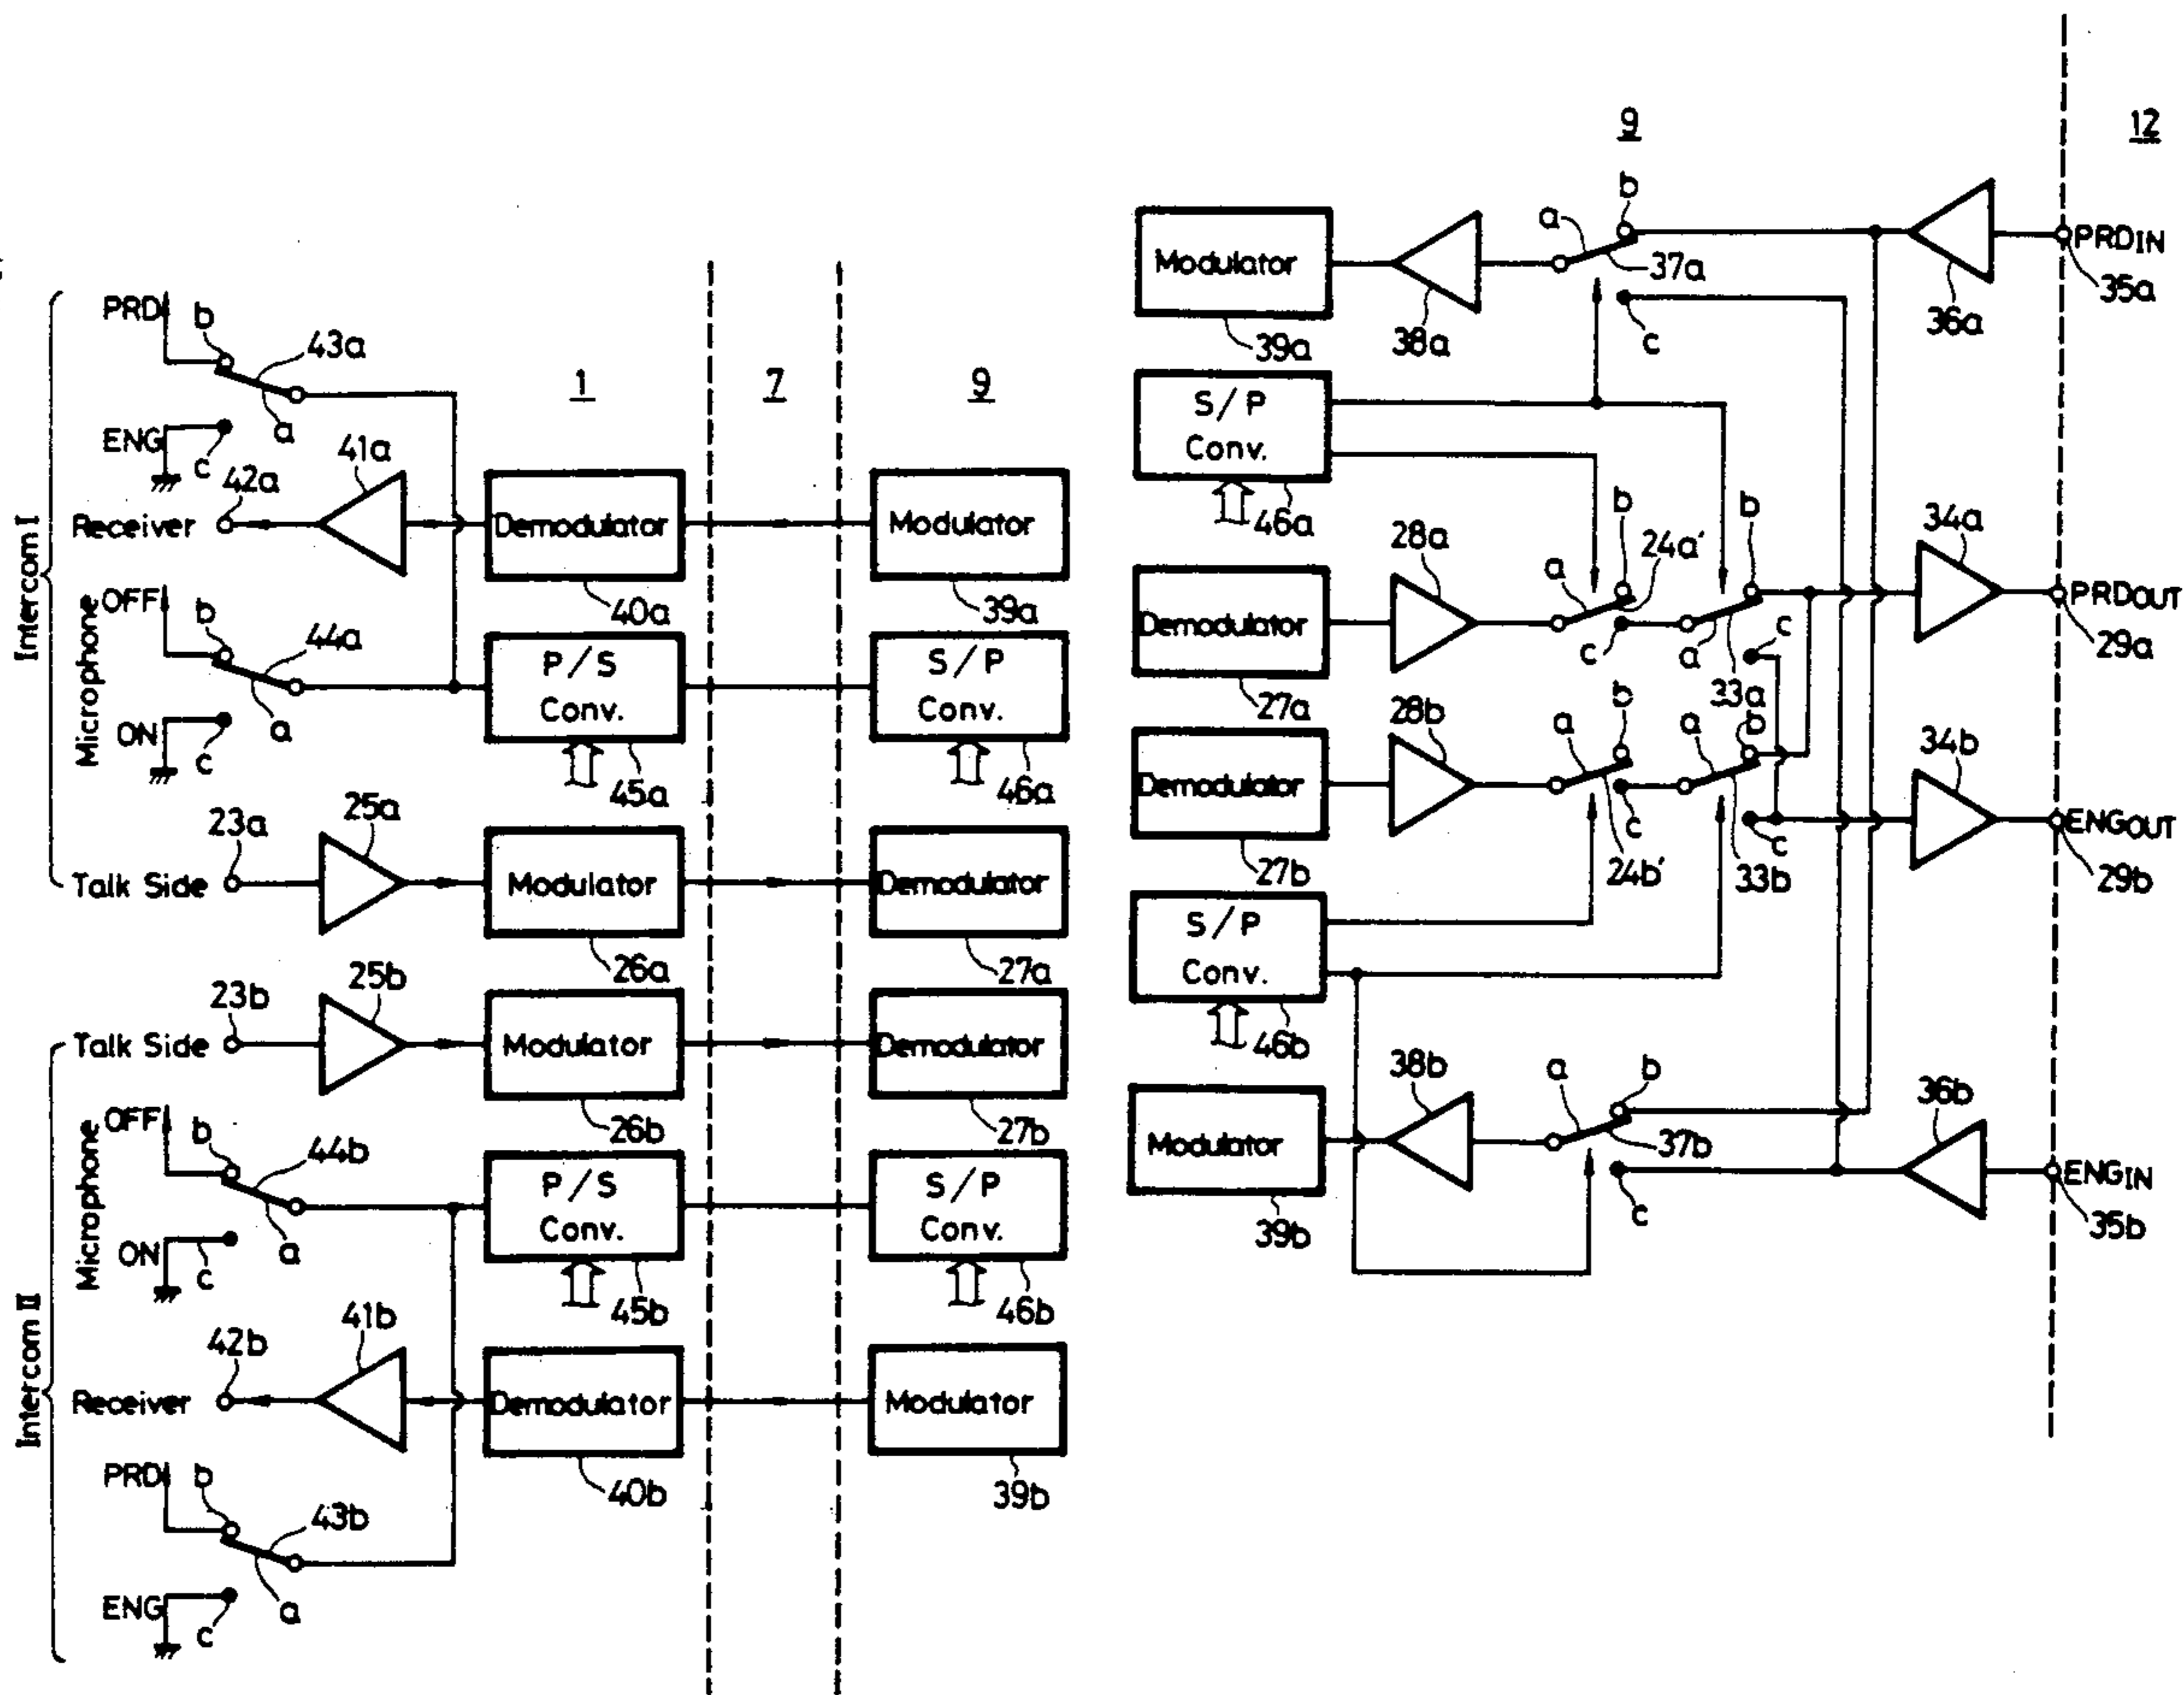 PRD
b
43a
1
7
9
ENG
a
c
41a
42a
Intercom I
Receiver
Demodulator
Modulator
40a
39a
Microphone
OFF
b
44a
P/S
Conv.
S/P
Conv.
ON
a
c
45a
46a
23a
25a
Talk Side
Modulator
Demodulator
26a
27a
23b
25b
Talk Side
Modulator
Demodulator
26b
27b
Intercom II
Microphone
OFF
b
44b
P/S
Conv.
S/P
Conv.
ON
a
c
45b
46b
42b
41b
Receiver
Demodulator
Modulator
40b
39b
PRD
b
43b
ENG
a
c
9
12
Modulator
a
b
37a
c
39a
38a
36a
PRDIN
35a
S/P
Conv.
46a
28a
a
b
24a'
b
34a
Demodulator
c
a
c
33a
PRDOUT
29a
27a
28b
a
b
a
b
34b
Demodulator
c
c
ENGOUT
27b
24b'
33b
29b
S/P
Conv.
46b
38b
a
b
36b
Modulator
37b
c
ENGIN
39b
35b